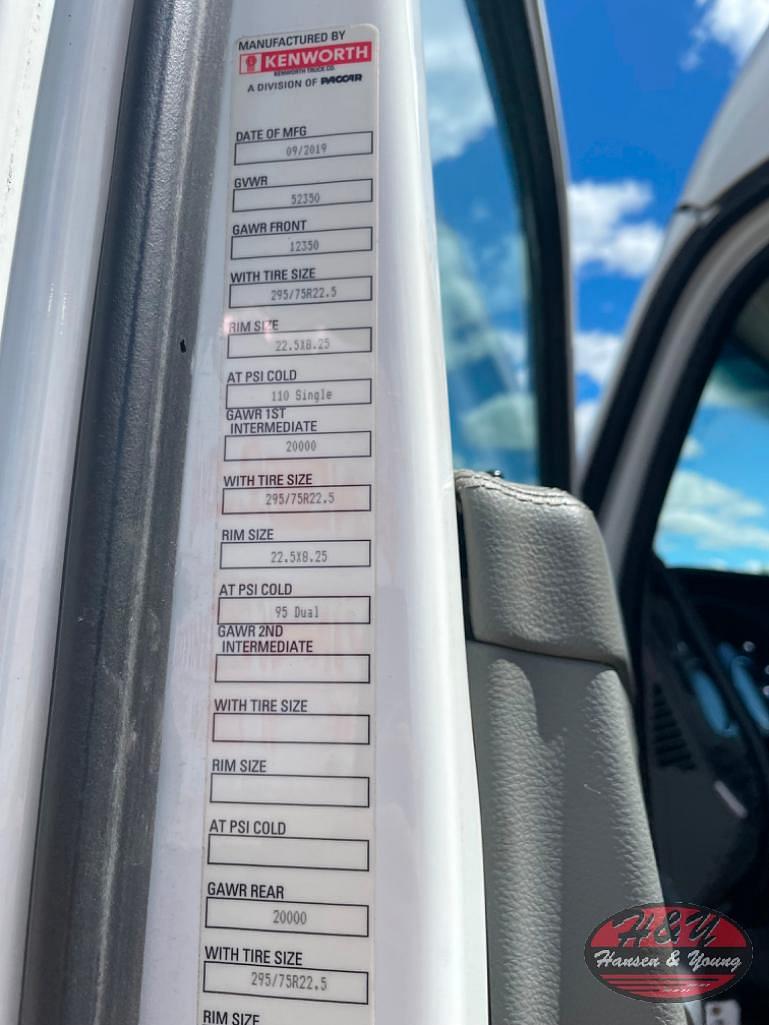 MANUFACTURED BY
KENWORTH
KENWORTH TRUCK CO.
A DIVISION OF PACCAR
DATE OF MFG
09/2019
GVWR
52350
GAWR FRONT
12350
WITH TIRE SIZE
295/75R22.5
RIM SIZE
22.5X8.25
AT PSI COLD
110 Single
GAWR 1ST
INTERMEDIATE
20000
WITH TIRE SIZE
295/75R22.5
RIM SIZE
22.5X8.25
AT PSI COLD
95 Dual
GAWR 2ND
INTERMEDIATE
WITH TIRE SIZE
RIM SIZE
AT PSI COLD
GAWR REAR
20000
WITH TIRE SIZE
295/75R22.5
RIM SIZE
H&Y
Hansen & Young